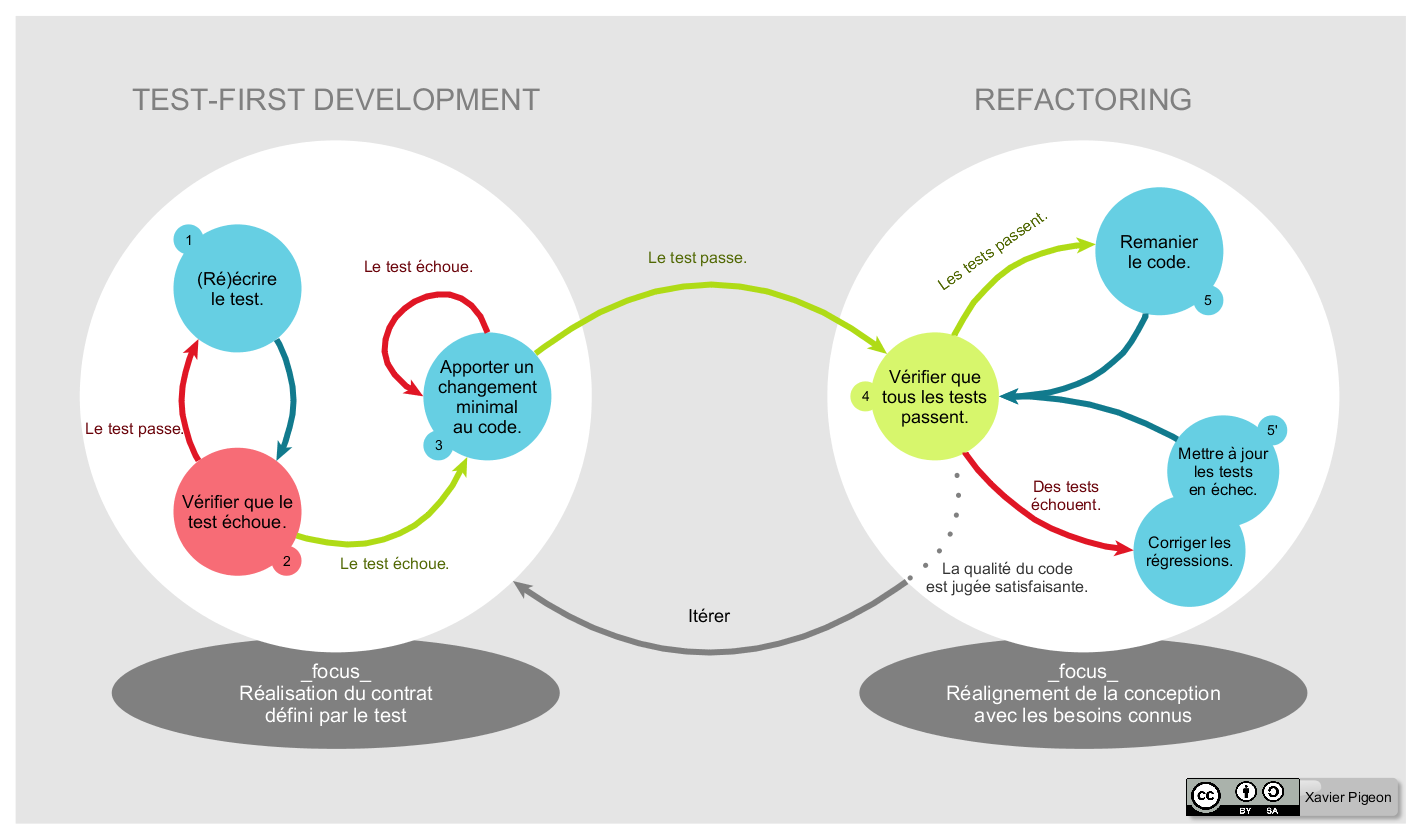 TEST-FIRST DEVELOPMENT
REFACTORING
1
(Ré)écrire
le test.
Le test passe.
Vérifier que le
test échoue.
2
Le test échoue.
Le test échoue.
Apporter un
changement
minimal
au code.
3
Le test passe.
Itérer
4
Vérifier que
tous les tests
passent.
Les tests passent.
Remanier
le code.
5
5'
Mettre à jour
les tests
en échec.
Des tests
échouent.
Corriger les
régressions.
La qualité du code
est jugée satisfaisante.
_focus_
Réalisation du contrat
défini par le test
_focus_
Réalignement de la conception
avec les besoins connus
cc
BY SA
Xavier Pigeon